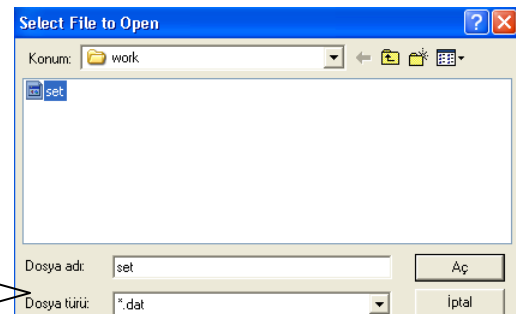 Select File to Open
Konum: work
set
Dosya adı: set Aç
Dosya türü: *.dat İptal